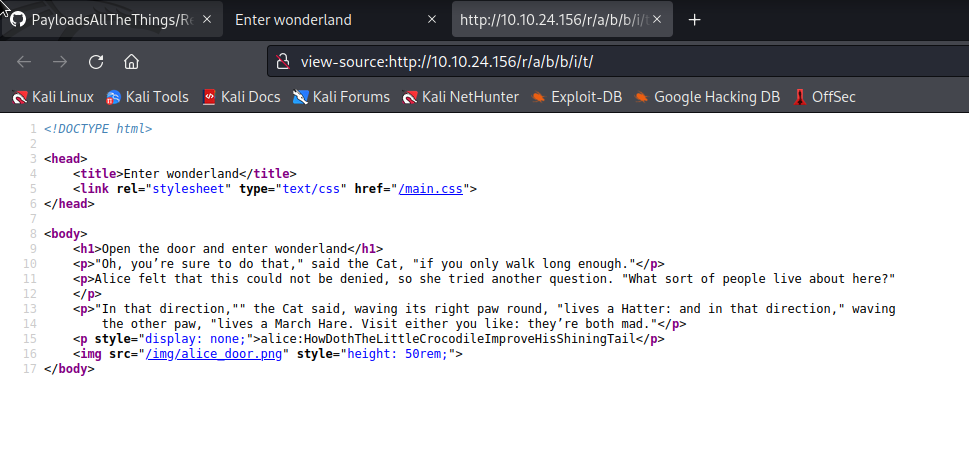 PayloadsAllTheThings/Re
Enter wonderland
http://10.10.24.156/r/a/b/b/i/t
view-source:http://10.10.24.156/r/a/b/b/i/t/
Kali Linux Kali Tools Kali Docs Kali Forums Kali NetHunter Exploit-DB Google Hacking DB OffSec
1 <!DOCTYPE html>
2
3 <head>
4 <title>Enter wonderland</title>
5 <link rel="stylesheet" type="text/css" href="/main.css">
6 </head>
7
8 <body>
9 <h1>Open the door and enter wonderland</h1>
10 <p>"Oh, you’re sure to do that," said the Cat, "if you only walk long enough."</p>
11 <p>Alice felt that this could not be denied, so she tried another question. "What sort of people live about here?"
12 </p>
13 <p>"In that direction,"" the Cat said, waving its right paw round, "lives a Hatter: and in that direction," waving
14 the other paw, "lives a March Hare. Visit either you like: they’re both mad."</p>
15 <p style="display: none;">alice:HowDothTheLittleCrocodileImproveHisShiningTail</p>
16 <img src="/img/alice_door.png" style="height: 50rem;">
17 </body>